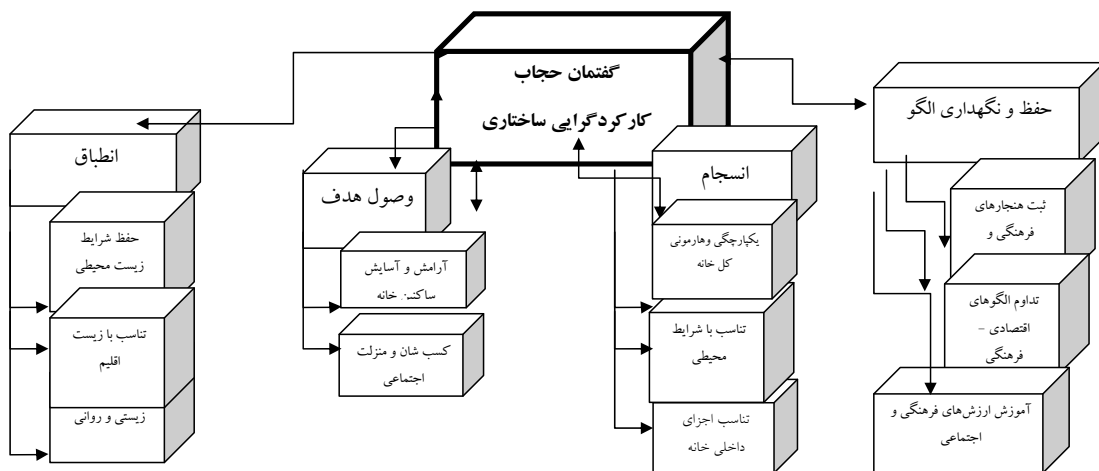 گفتمان حجاب
کارکردگرایی ساختاری
حفظ و نگهداری الگو
ثبت هنجارهای
فرهنگی و
تداوم الگوهای
اقتصادی –
فرهنگی
آموزش ارزش‌های فرهنگی و
اجتماعی
انسجام
یکپارچگی وهارمونی
کل خانه
تناسب با شرایط
محیطی
تناسب اجزای
داخلی خانه
وصول هدف
آرامش و آسایش
ساکنین خانه
کسب شان و منزلت
اجتماعی
انطباق
حفظ شرایط
زیست محیطی
تناسب با زیست
اقلیم
زیستی و روانی